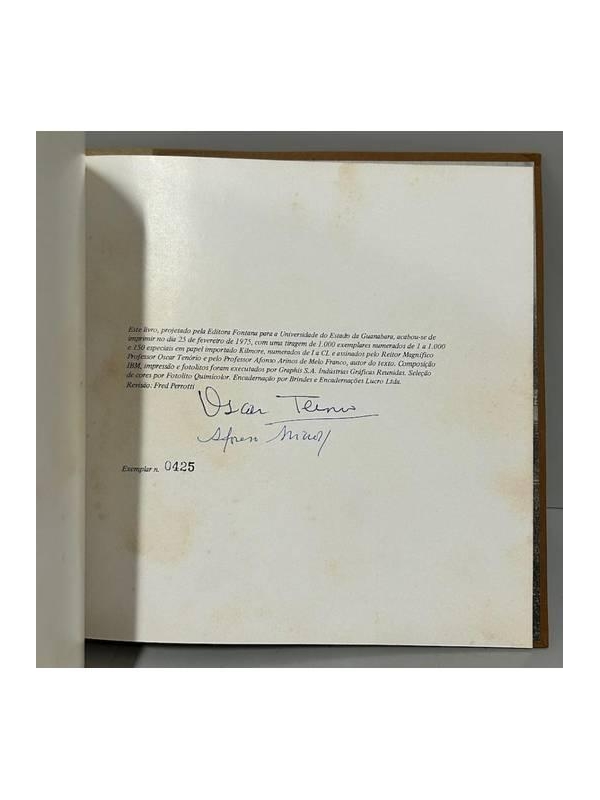 Este livro, projetado pela Editora Fontana para a Universidade do Estado da Guanabara, acabou-se de
imprimir no dia 25 de fevereiro de 1975, com uma tiragem de 1.000 exemplares numerados de 1 a 1.000
e 150 especiais em papel importado Kilmore, numerados de I a CL e assinados pelo Reitor Magnífico
Professor Oscar Tenório e pelo Professor Afonso Arinos de Melo Franco, autor do texto. Composição
IBM, impressão e fotolitos foram executados por Graphis S.A. Indústrias Gráficas Reunidas. Seleção
de cores por Fotolito Quimicolor. Encadernação por Brindes e Encadernações Lucro Ltda.
Revisão: Fred Perrotti
Oscar Tenorio
Afonso Arinos
Exemplar n. 0425